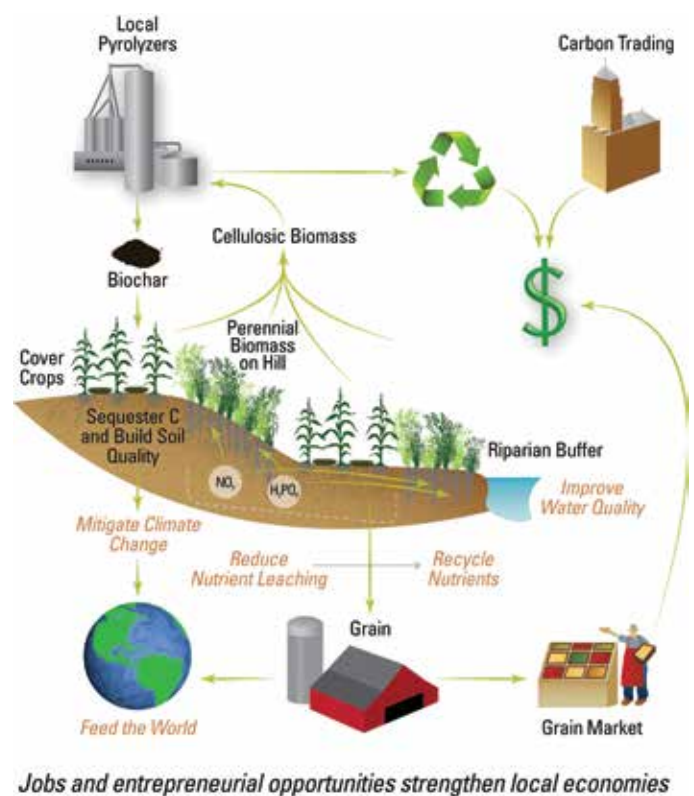 Local
Pyrolyzers
Carbon Trading
Cellulosic Biomass
Biochar
Perennial
Biomass
on Hill
Cover
Crops
Sequester C
and Build Soil
Quality
Riparian Buffer
NOₓ
H₂PO₄
Improve
Water Quality
Mitigate Climate
Change
Reduce
Nutrient Leaching
Recycle
Nutrients
Grain
Feed the World
Grain Market
Jobs and entrepreneurial opportunities strengthen local economies